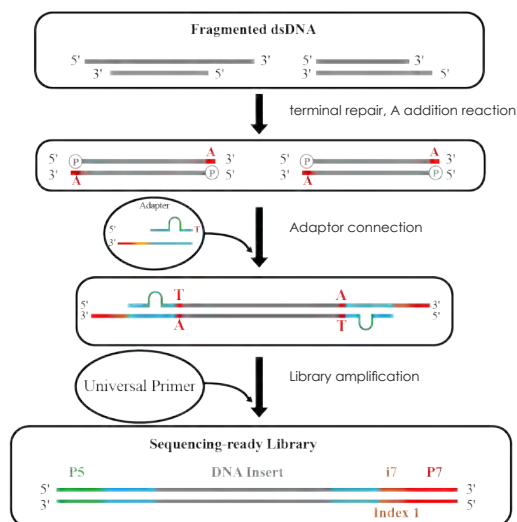 Fragmented dsDNA
5' 3' 5' 3'
3' 5' 3' 5'
terminal repair, A addition reaction
5' P A 3' 5' P A 3'
3' A P 5' 3' A P 5'
Adapter
5' T
3'
Adaptor connection
5' T A 3'
3' A T 5'
Universal Primer
Library amplification
Sequencing-ready Library
P5 DNA Insert i7 P7
5' 3'
3' 5'
Index 1